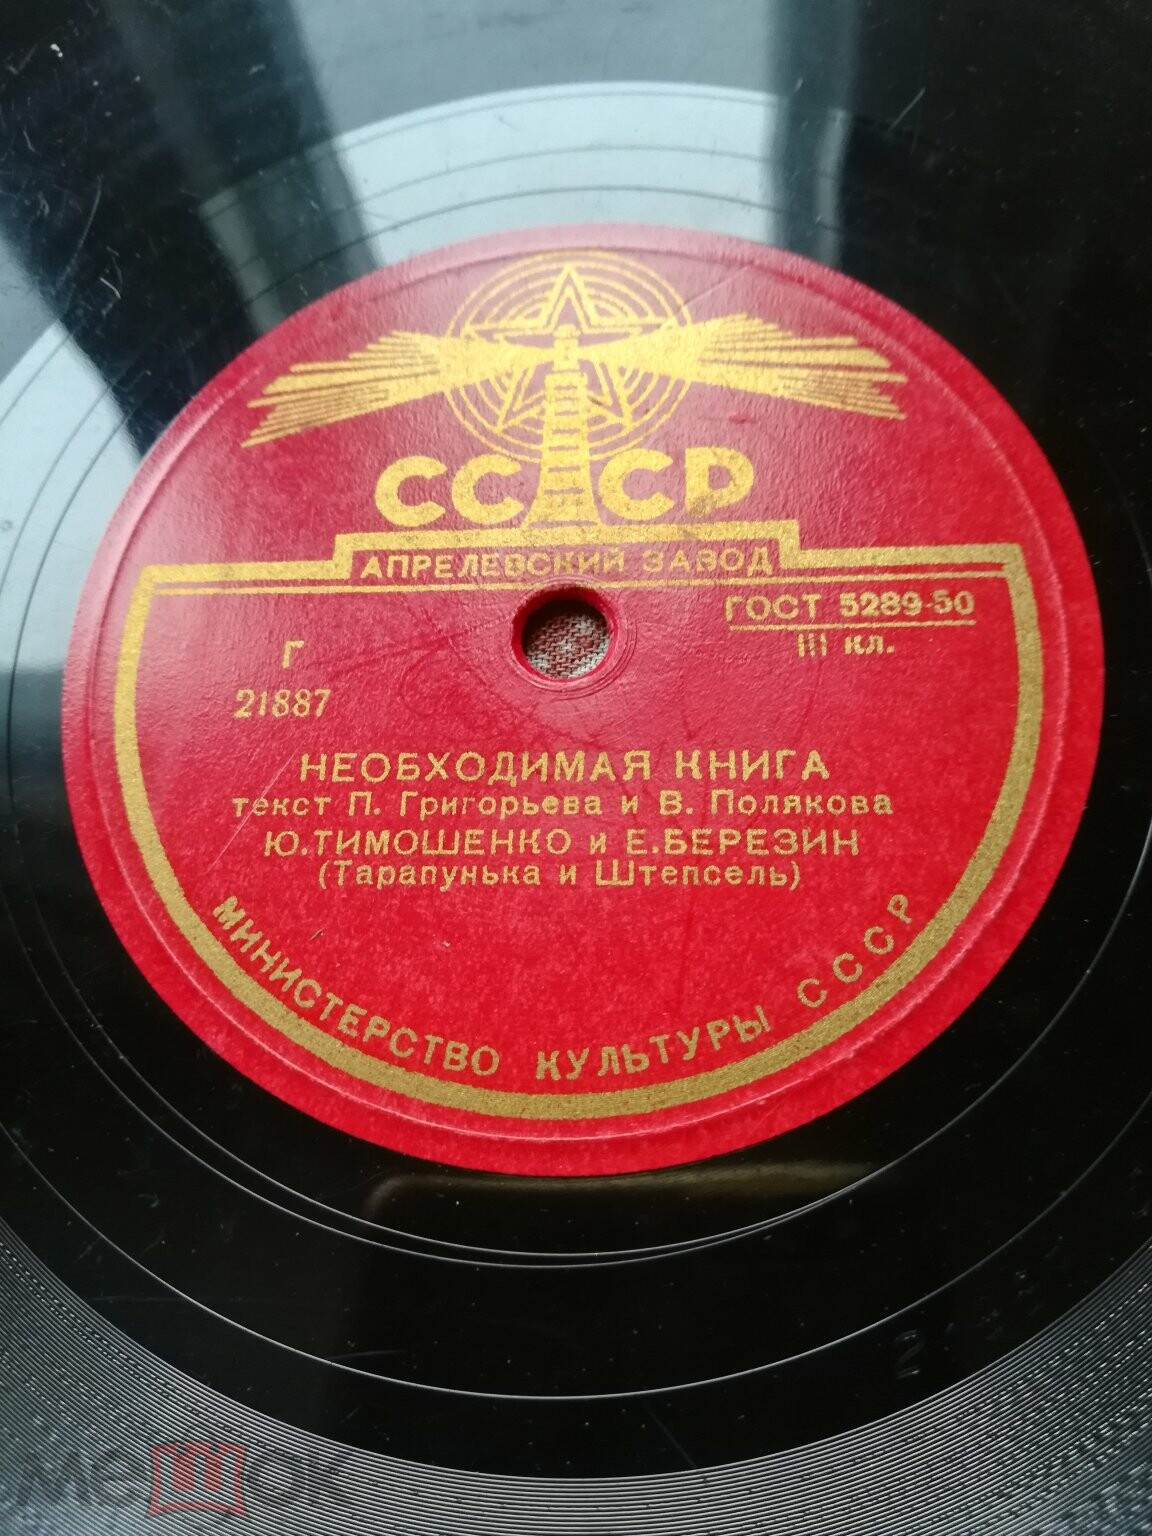 СССР
АПРЕЛЕВСКИЙ ЗАВОД
ГОСТ 5289-50
III кл.
Г
21887
НЕОБХОДИМАЯ КНИГА
текст П. Григорьева и В. Полякова
Ю.ТИМОШЕНКО и Е.БЕРЕЗИН
(Тарапунька и Штепсель)
МИНИСТЕРСТВО КУЛЬТУРЫ СССР
мешок